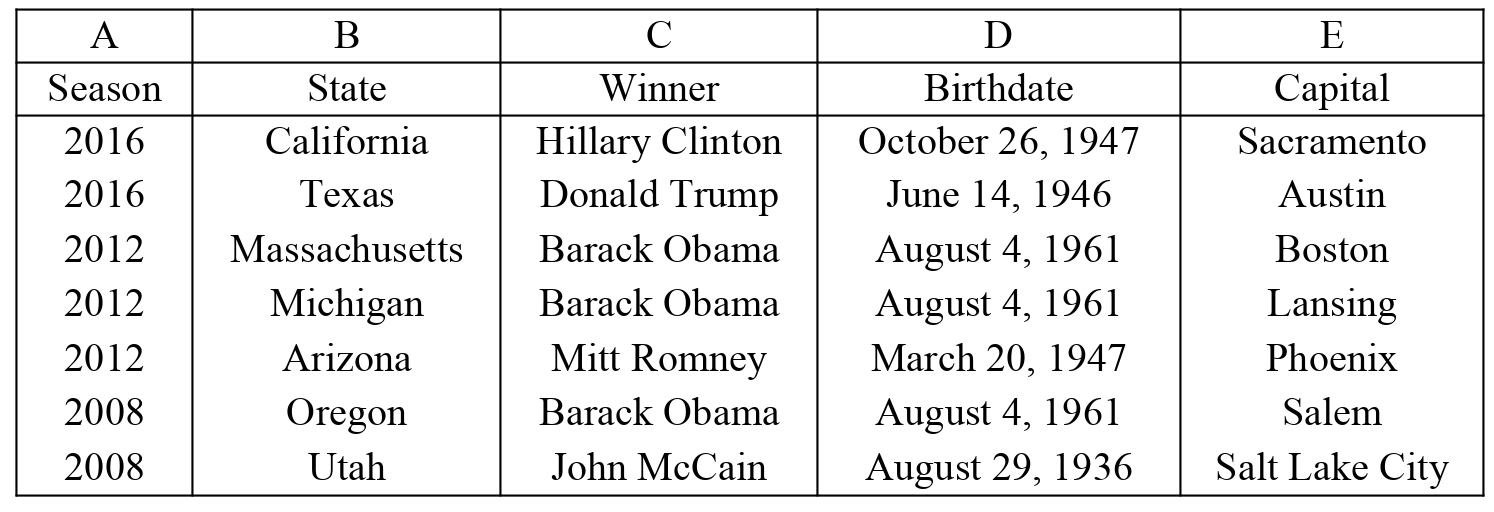 A B C D E
Season State Winner Birthdate Capital
2016 California Hillary Clinton October 26, 1947 Sacramento
2016 Texas Donald Trump June 14, 1946 Austin
2012 Massachusetts Barack Obama August 4, 1961 Boston
2012 Michigan Barack Obama August 4, 1961 Lansing
2012 Arizona Mitt Romney March 20, 1947 Phoenix
2008 Oregon Barack Obama August 4, 1961 Salem
2008 Utah John McCain August 29, 1936 Salt Lake City